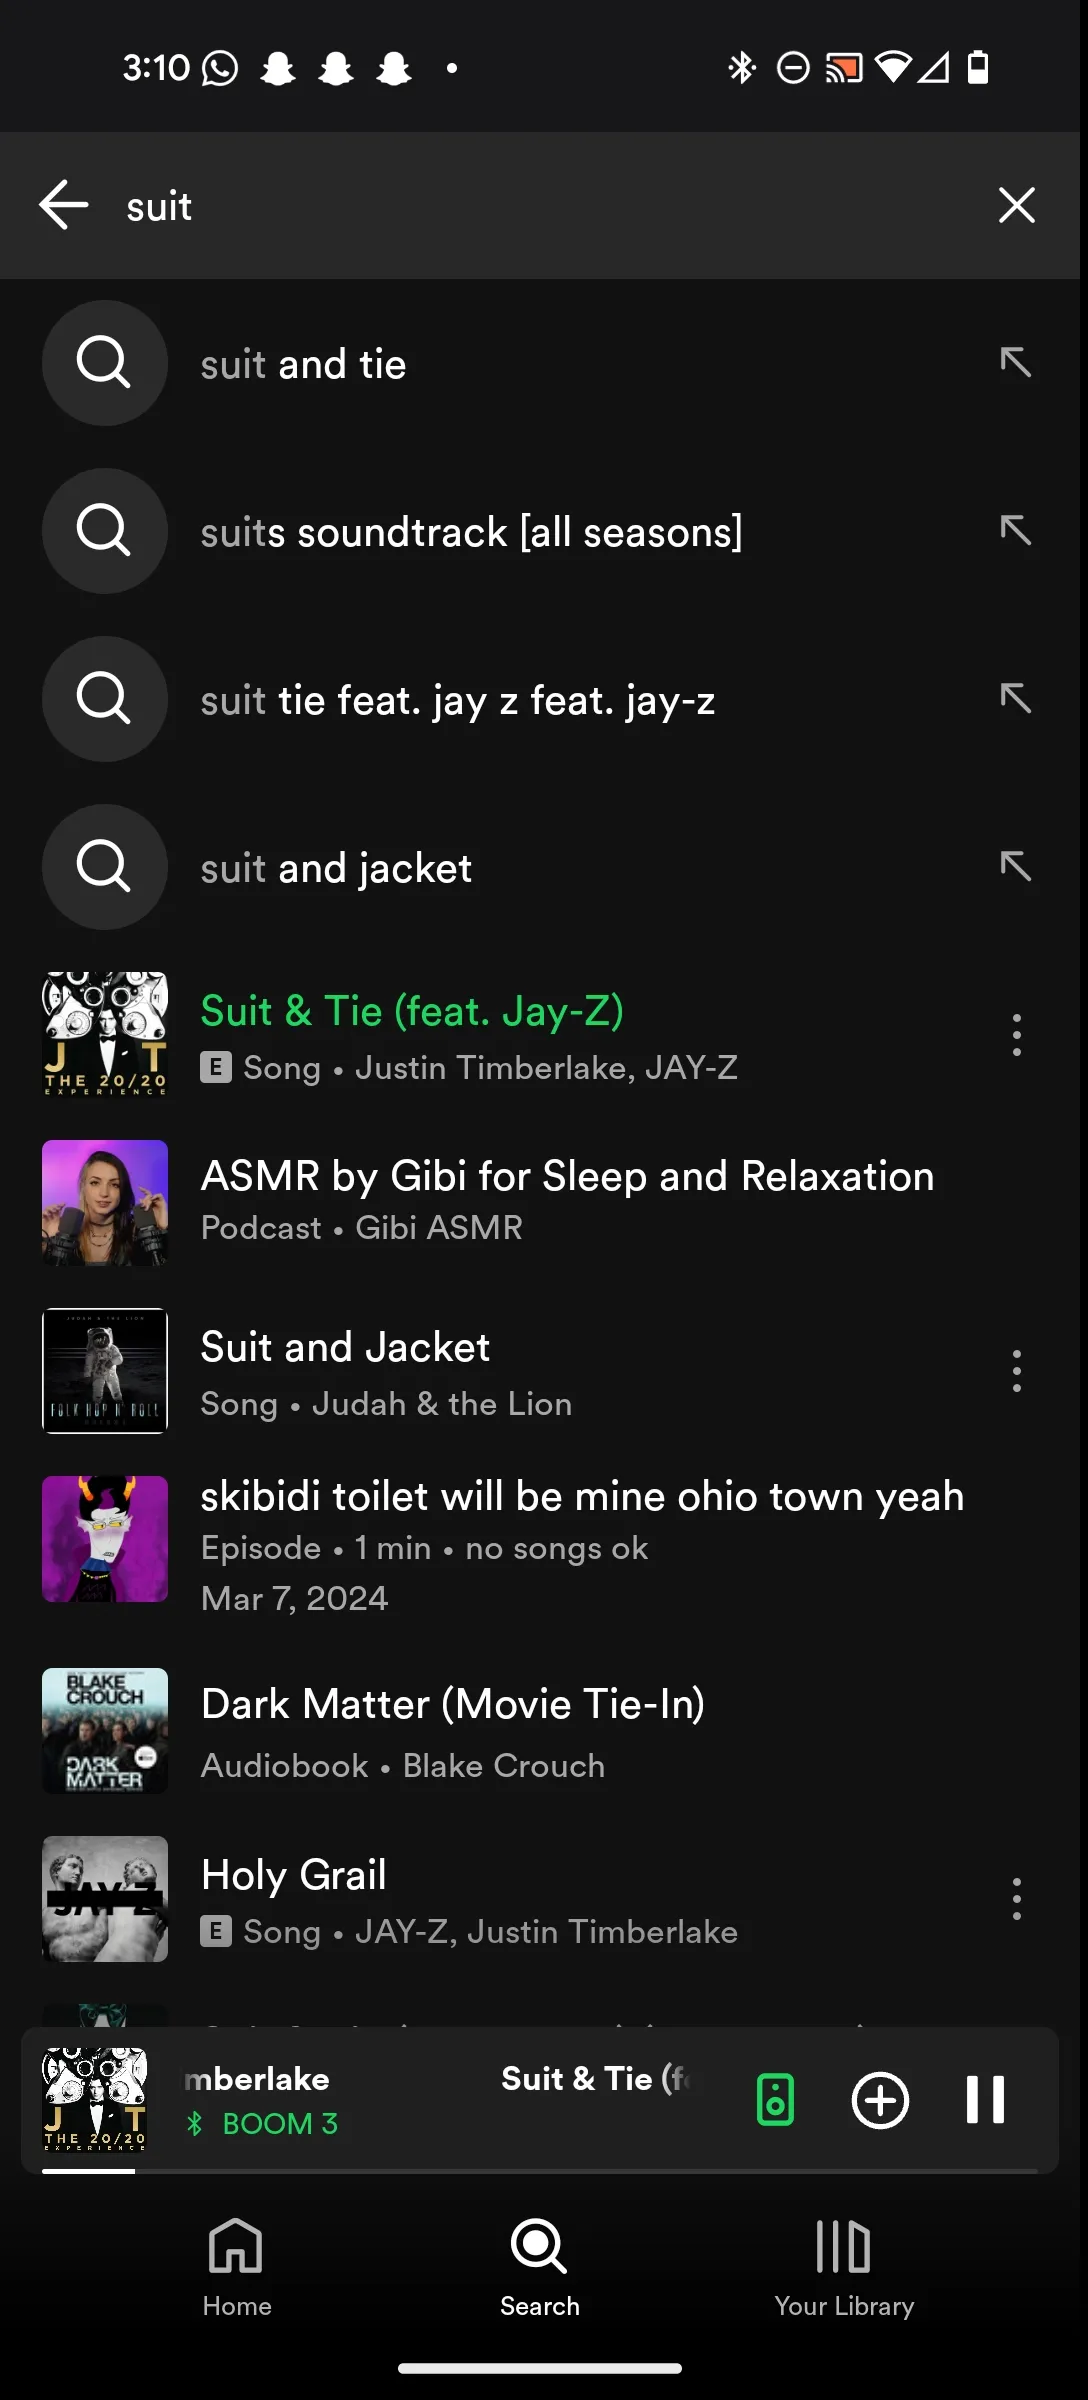 3:10
suit
suit and tie
suits soundtrack [all seasons]
suit tie feat. jay z feat. jay-z
suit and jacket
J T
THE 20/20
EXPERIENCE
Suit & Tie (feat. Jay-Z)
E Song • Justin Timberlake, JAY-Z
ASMR by Gibi for Sleep and Relaxation
Podcast • Gibi ASMR
JUDAH & THE LION
FOLK HOP N' ROLL
Suit and Jacket
Song • Judah & the Lion
skibidi toilet will be mine ohio town yeah
Episode • 1 min • no songs ok
Mar 7, 2024
BLAKE
CROUCH
DARK
MATTER
Dark Matter (Movie Tie-In)
Audiobook • Blake Crouch
JAY-Z
Holy Grail
E Song • JAY-Z, Justin Timberlake
J T
THE 20/20
EXPERIENCE
mberlake Suit & Tie (f
BOOM 3
Home
Search
Your Library